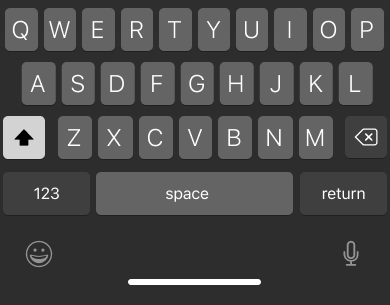 Q W E R T Y U I O P
A S D F G H J K L
Z X C V B N M
123 space return